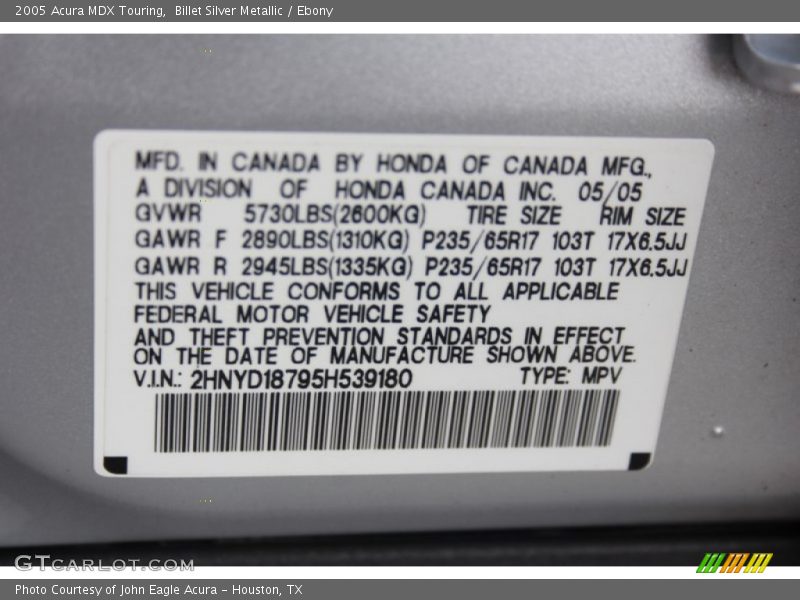 2005 Acura MDX Touring,  Billet Silver Metallic / Ebony
MFD. IN CANADA BY HONDA OF CANADA MFG.,
A DIVISION OF HONDA CANADA INC. 05/05
GVWR 5730LBS(2600KG) TIRE SIZE RIM SIZE
GAWR F 2890LBS(1310KG) P235/65R17 103T 17X6.5JJ
GAWR R 2945LBS(1335KG) P235/65R17 103T 17X6.5JJ
THIS VEHICLE CONFORMS TO ALL APPLICABLE
FEDERAL MOTOR VEHICLE SAFETY
AND THEFT PREVENTION STANDARDS IN EFFECT
ON THE DATE OF MANUFACTURE SHOWN ABOVE.
V.I.N.: 2HNYD18795H539180 TYPE: MPV
GTCARLOT.COM
Photo Courtesy of John Eagle Acura - Houston, TX